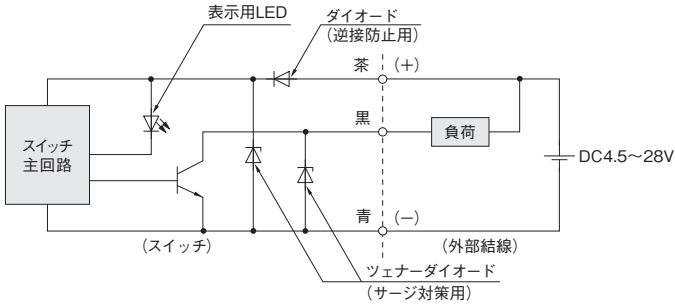 表示用LED
ダイオード
(逆接防止用)
茶 (+)
黒
スイッチ
主回路
負荷
DC4.5~28V
青 (−)
(スイッチ)
(外部結線)
ツェナーダイオード
(サージ対策用)